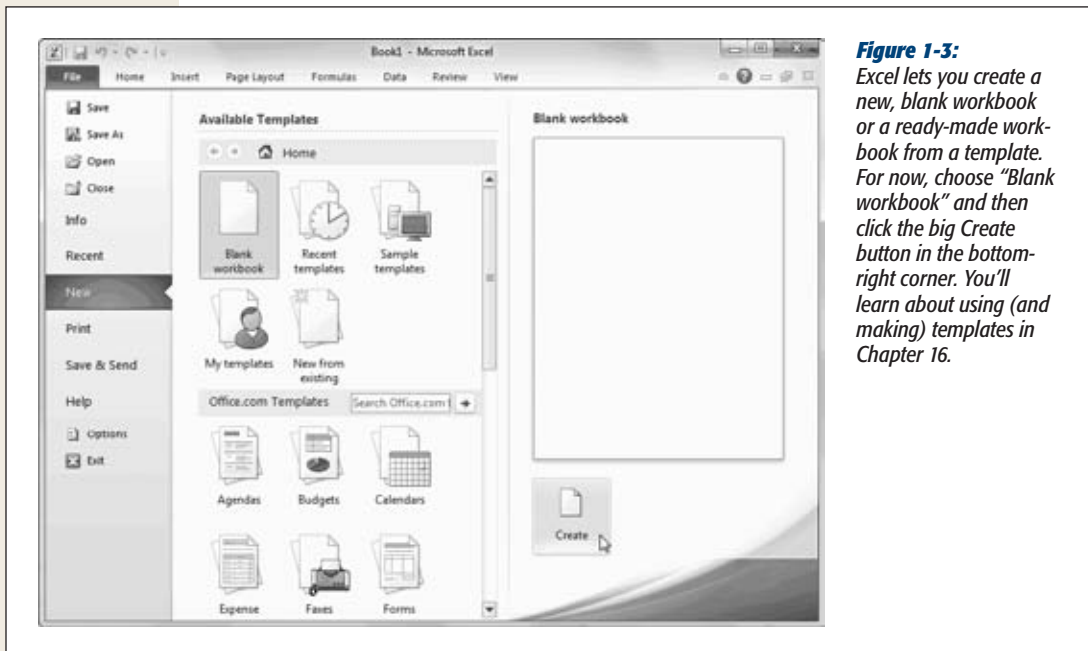 Book1 - Microsoft Excel
File Home Insert Page Layout Formulas Data Review View
Save
Save As
Open
Close
Info
Recent
New
Print
Save & Send
Help
Options
Exit
Available Templates
Home
Blank workbook
Recent templates
Sample templates
My templates
New from existing
Office.com Templates
Search Office.com
Agendas
Budgets
Calendars
Expense
Faxes
Forms
Blank workbook
Create
Figure 1-3:
Excel lets you create a
new, blank workbook
or a ready-made work-
book from a template.
For now, choose “Blank
workbook” and then
click the big Create
button in the bottom-
right corner. You’ll
learn about using (and
making) templates in
Chapter 16.